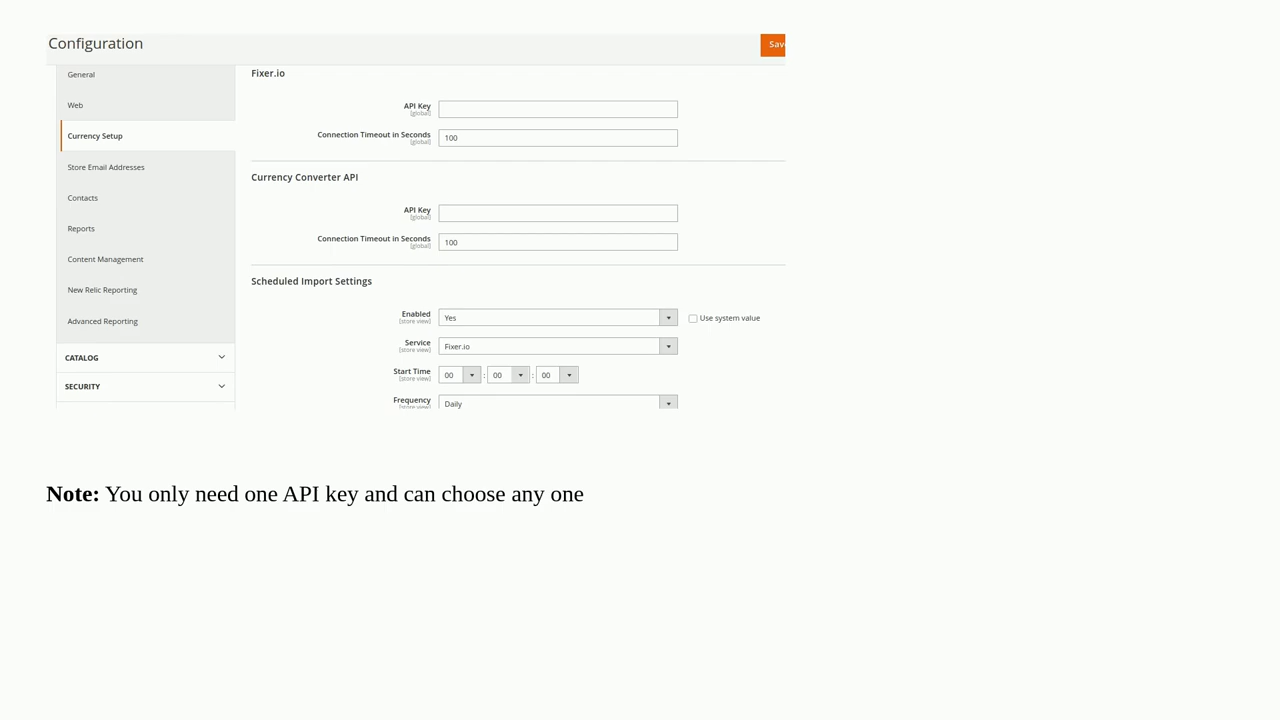 Configuration
General
Web
Currency Setup
Store Email Addresses
Contacts
Reports
Content Management
New Relic Reporting
Advanced Reporting
CATALOG
SECURITY
Fixer.io
API Key
[global]
Connection Timeout in Seconds
[global]
100
Currency Converter API
API Key
[global]
Connection Timeout in Seconds
[global]
100
Scheduled Import Settings
Enabled
[store view]
Yes
Use system value
Service
[store view]
Fixer.io
Start Time
[store view]
00 : 00 : 00
Frequency
[store view]
Daily
Note: You only need one API key and can choose any one